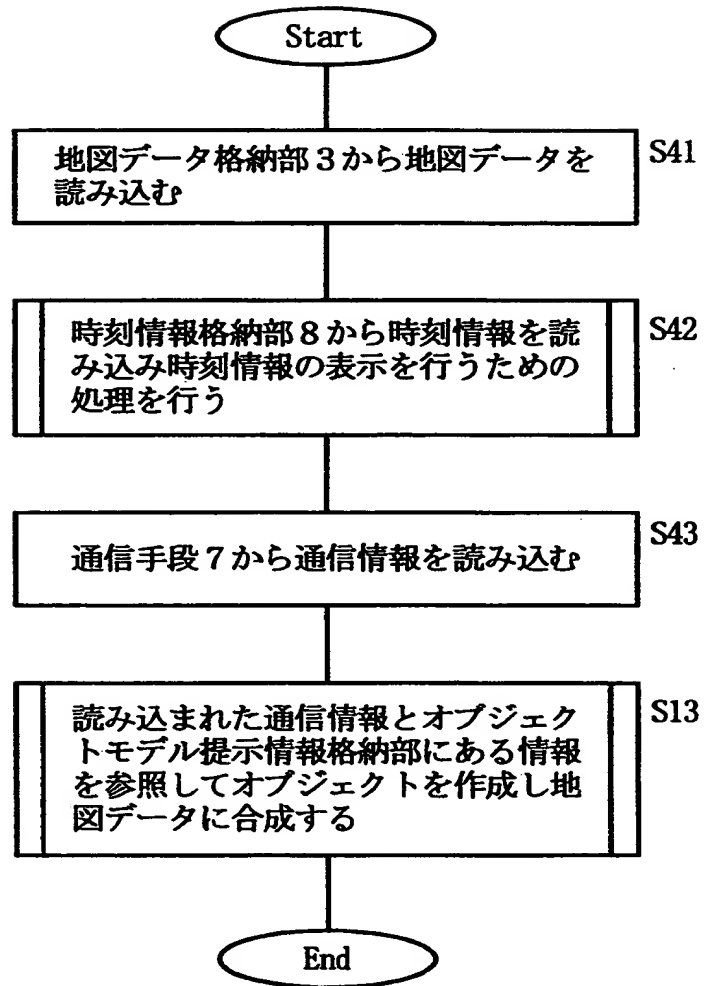 Start
地図データ格納部３から地図データを
読み込む
S41
時刻情報格納部８から時刻情報を読
み込み時刻情報の表示を行うための
処理を行う
S42
通信手段７から通信情報を読み込む
S43
読み込まれた通信情報とオブジェク
トモデル提示情報格納部にある情報
を参照してオブジェクトを作成し地
図データに合成する
S13
End